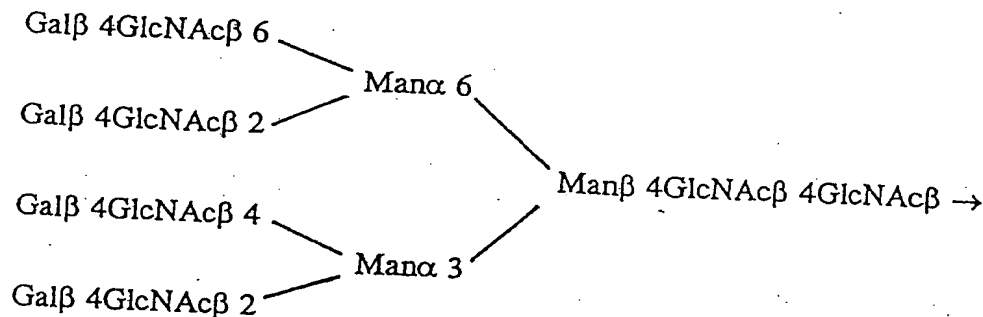 Galβ 4GlcNAcβ 6
Manα 6
Galβ 4GlcNAcβ 2
Manβ 4GlcNAcβ 4GlcNAcβ →
Galβ 4GlcNAcβ 4
Manα 3
Galβ 4GlcNAcβ 2